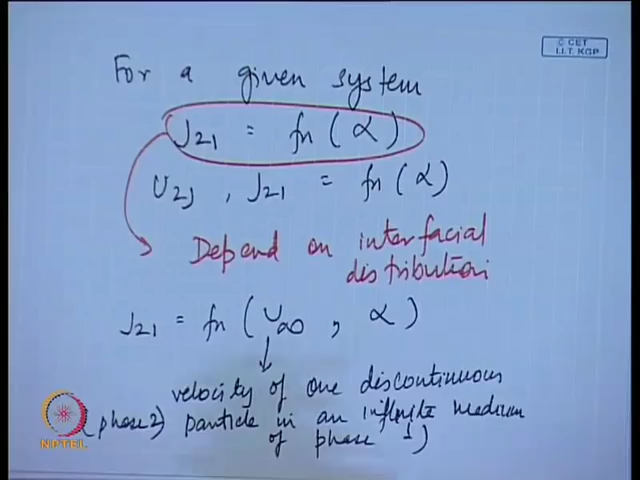 © CET
I.I.T. KGP
For a given system
J21 = fn (α)
U2J , J21 = fn (α)
Depend on interfacial
distribution
J21 = fn (U∞ , α)
velocity of one discontinuous
(phase 2) particle in an infinite medium
of phase 1)
NPTEL